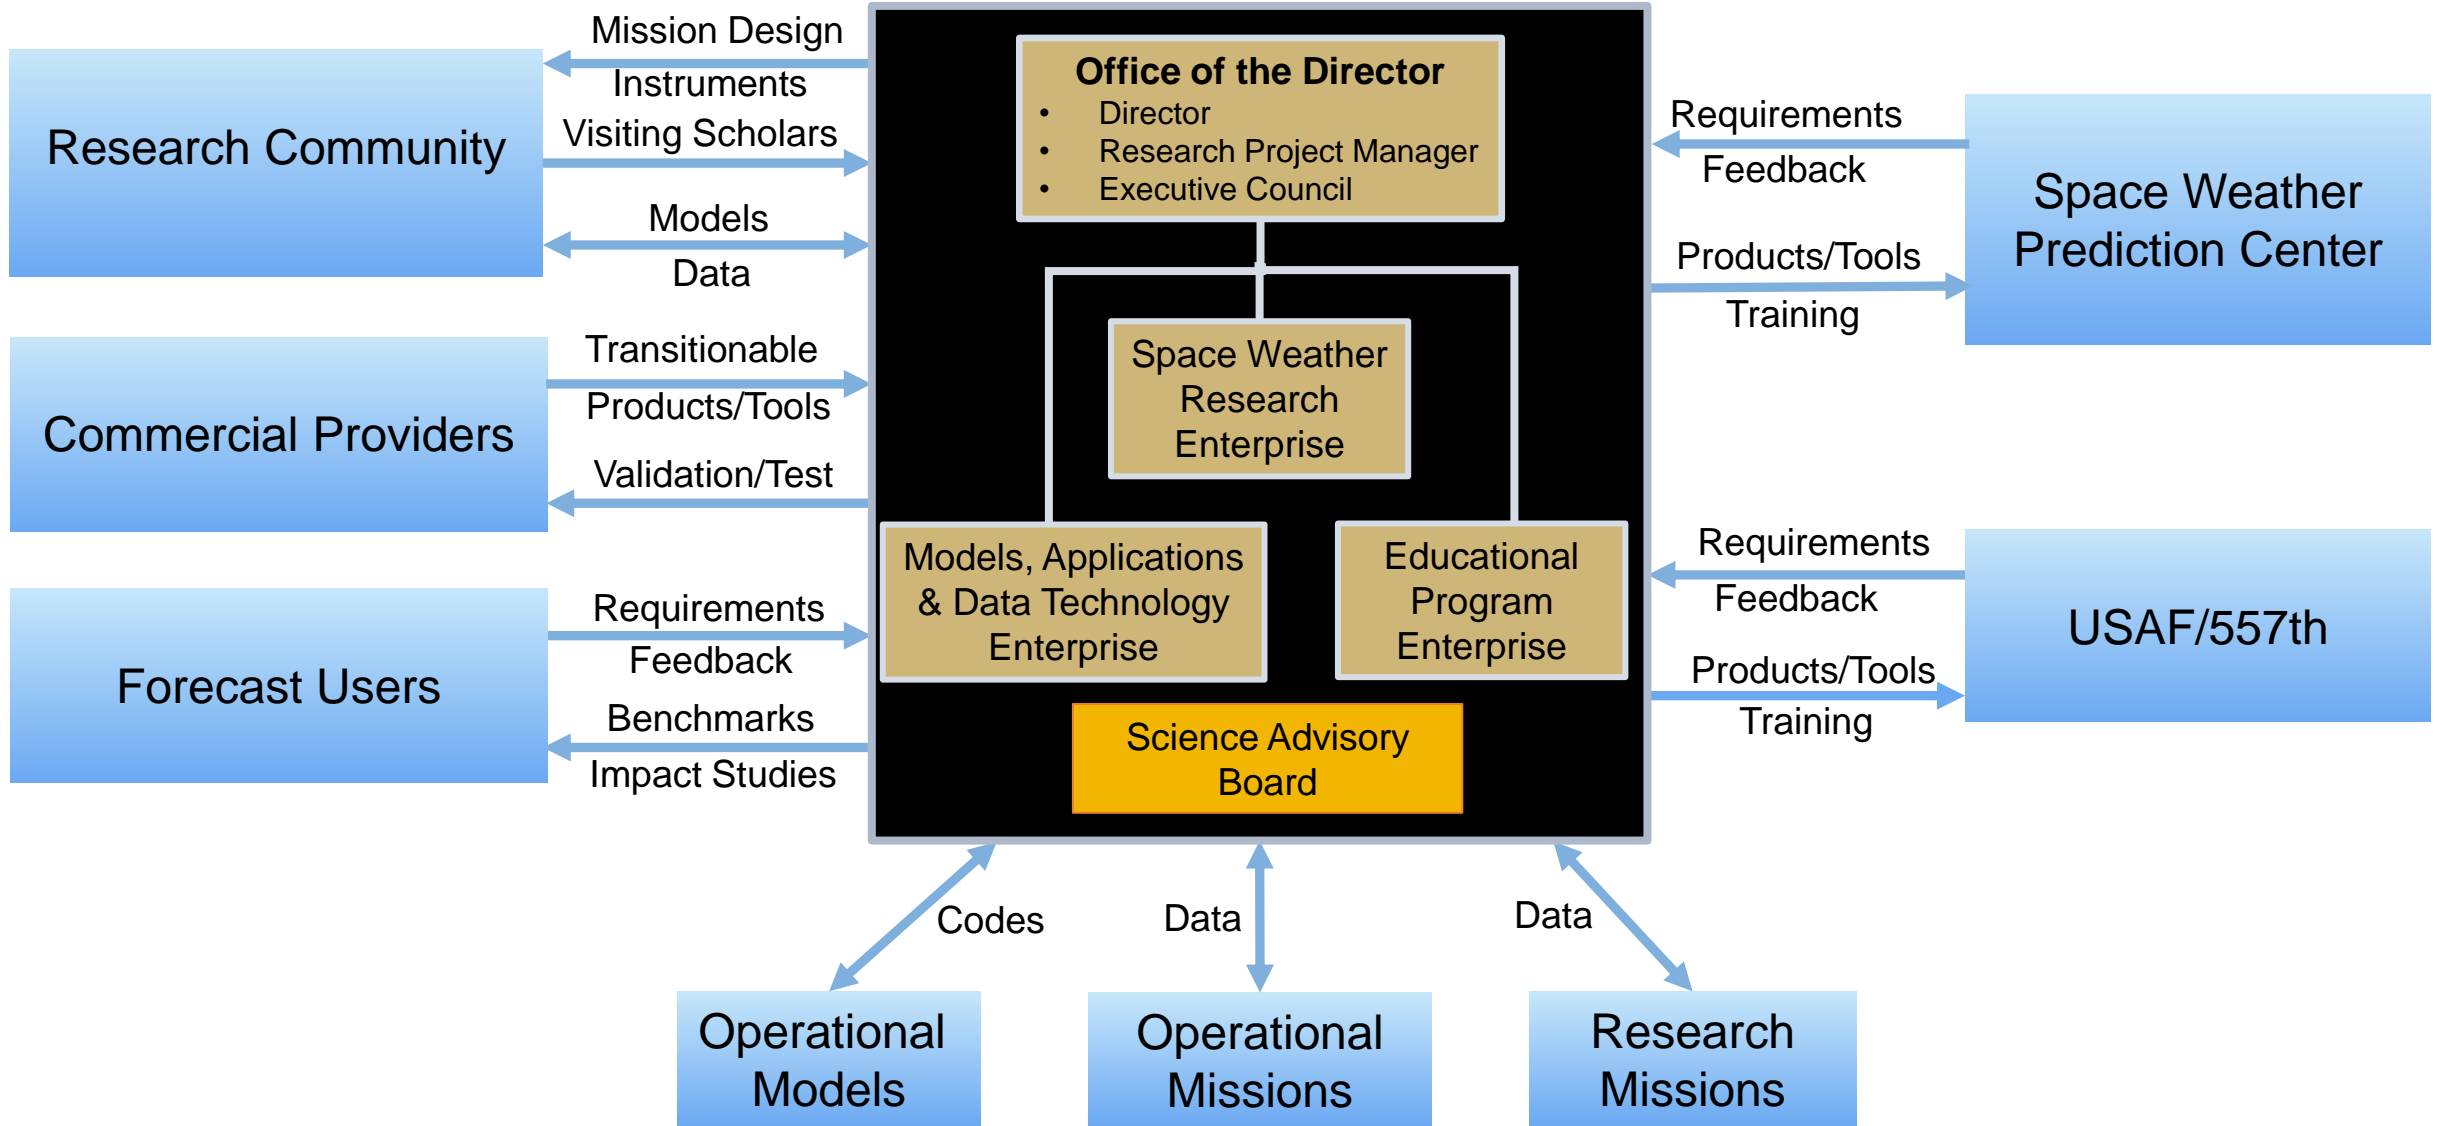 Mission Design
Instruments
Research Community
Visiting Scholars
Models
Data
Transitionable
Products/Tools
Commercial Providers
Validation/Test
Requirements
Feedback
Forecast Users
Benchmarks
Impact Studies
Office of the Director
• Director
• Research Project Manager
• Executive Council
Space Weather
Research
Enterprise
Models, Applications
& Data Technology
Enterprise
Educational
Program
Enterprise
Science Advisory
Board
Requirements
Feedback
Space Weather
Prediction Center
Products/Tools
Training
Requirements
Feedback
USAF/557th
Products/Tools
Training
Codes
Data
Data
Operational
Models
Operational
Missions
Research
Missions